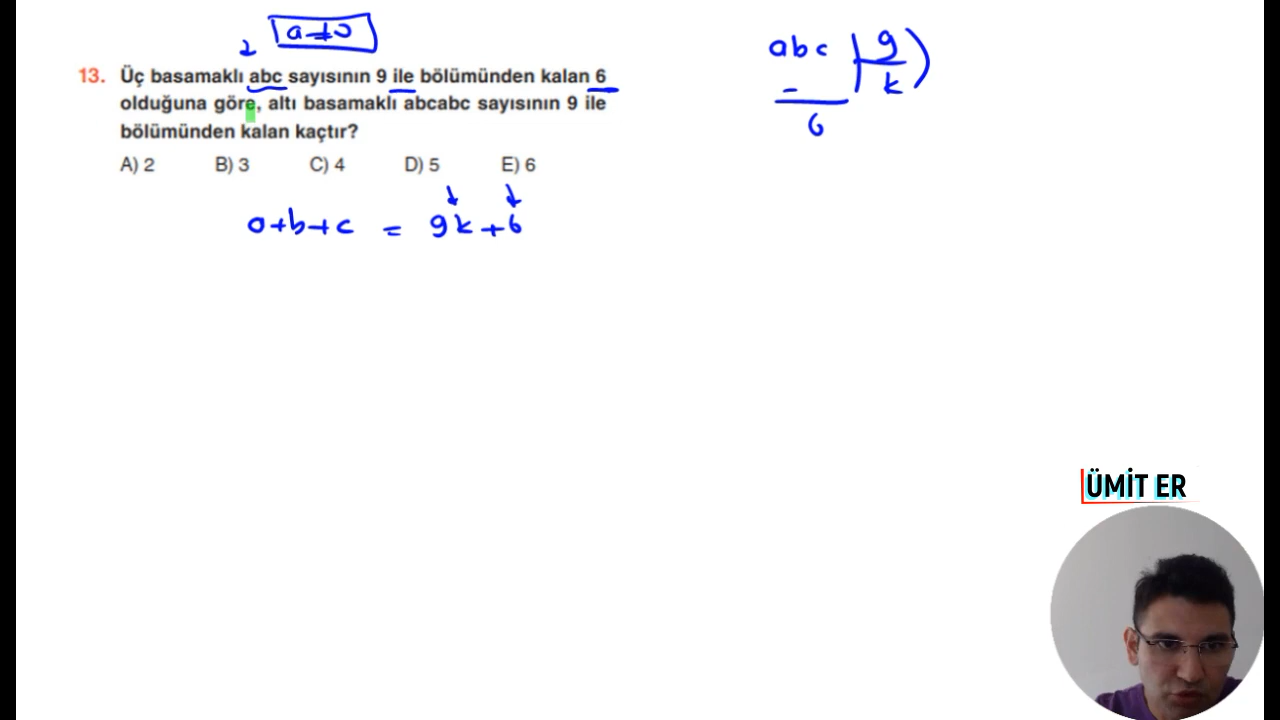 2 a≠0
13. Üç basamaklı abc sayısının 9 ile bölümünden kalan 6
olduğuna göre, altı basamaklı abcabc sayısının 9 ile
bölümünden kalan kaçtır?
A) 2 B) 3 C) 4 D) 5 E) 6
a+b+c = 9k+6
abc 9
- k
6
ÜMİT ER